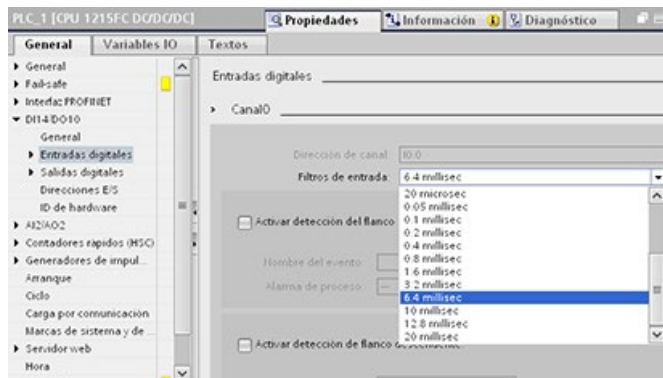 PLC_1 [CPU 1215FC DC/DC/DC]
Propiedades
Información
Diagnóstico
General
Variables IO
Textos
General
Fail-safe
Interfaz PROFINET
DI14/DO10
General
Entradas digitales
Salidas digitales
Direcciones E/S
ID de hardware
AI2/AO2
Contadores rápidos (HSC)
Generadores de impul...
Arranque
Ciclo
Carga por comunicación
Marcas de sistema y de ...
Servidor web
Hora
Entradas digitales
Canal0
Dirección de canal: I0.0
Filtros de entrada: 6.4 millisec
20 microsec
0.05 millisec
0.1 millisec
0.2 millisec
0.4 millisec
0.8 millisec
1.6 millisec
3.2 millisec
6.4 millisec
10 millisec
12.8 millisec
20 millisec
Activar detección del flanco
Nombre del evento:
Alarma de proceso:
Activar detección de flanco descendente: